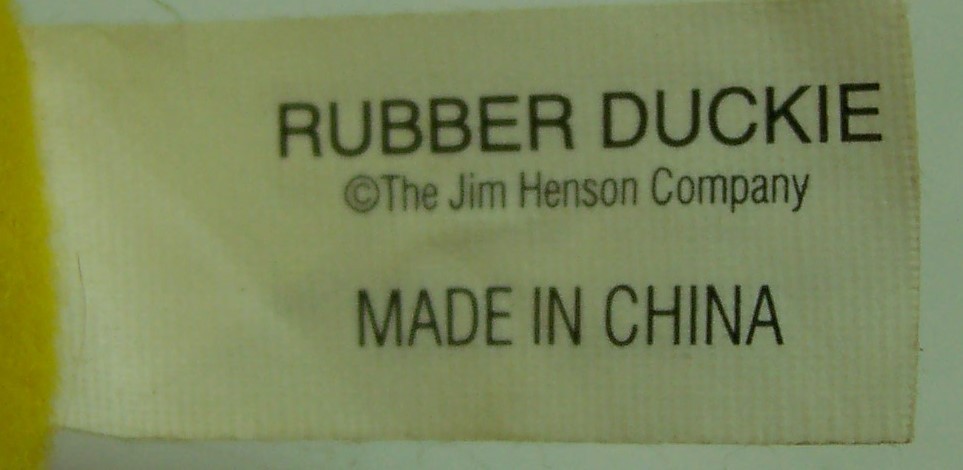 RUBBER DUCKIE
©The Jim Henson Company
MADE IN CHINA